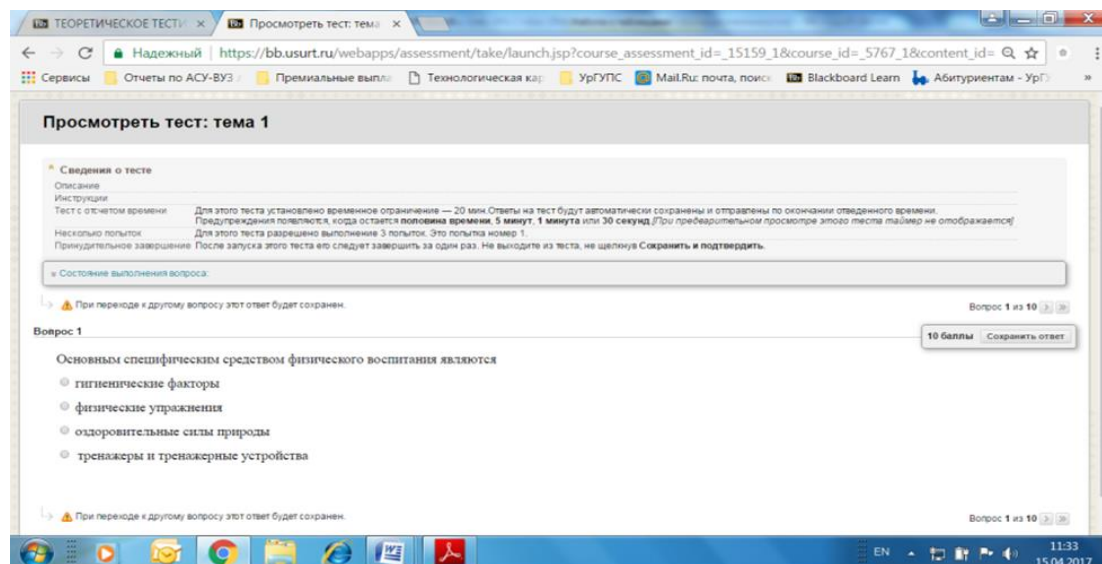 ТЕОРЕТИЧЕСКОЕ ТЕСТИ
Просмотреть тест: тема
Надежный
https://bb.usurt.ru/webapps/assessment/take/launch.jsp?course_assessment_id=_15159_1&course_id=_5767_1&content_id=
Сервисы
Отчеты по АСУ-ВУЗ /
Премиальные выпла
Технологическая кар
УрГУПС
Mail.Ru: почта, поиск
Blackboard Learn
Абитуриентам - УрГ
»
Просмотреть тест: тема 1
* Сведения о тесте
Описание
Инструкции
Тест с отсчетом времени Для этого теста установлено временное ограничение — 20 мин.Ответы на тест будут автоматически сохранены и отправлены по окончании отведенного времени.
Предупреждения появляются, когда остается половина времени, 5 минут, 1 минута или 30 секунд.[При предварительном просмотре этого теста таймер не отображается]
Несколько попыток Для этого теста разрешено выполнение 3 попыток. Это попытка номер 1.
Принудительное завершение После запуска этого теста его следует завершить за один раз. Не выходите из теста, не щелкнув Сохранить и подтвердить.
Состояние выполнения вопроса:
При переходе к другому вопросу этот ответ будет сохранен.
Вопрос 1 из 10 > »
Вопрос 1
10 баллы Сохранить ответ
Основным специфическим средством физического воспитания являются
гигиенические факторы
физические упражнения
оздоровительные силы природы
тренажеры и тренажерные устройства
При переходе к другому вопросу этот ответ будет сохранен.
Вопрос 1 из 10 > »
EN
11:33
15.04.2017